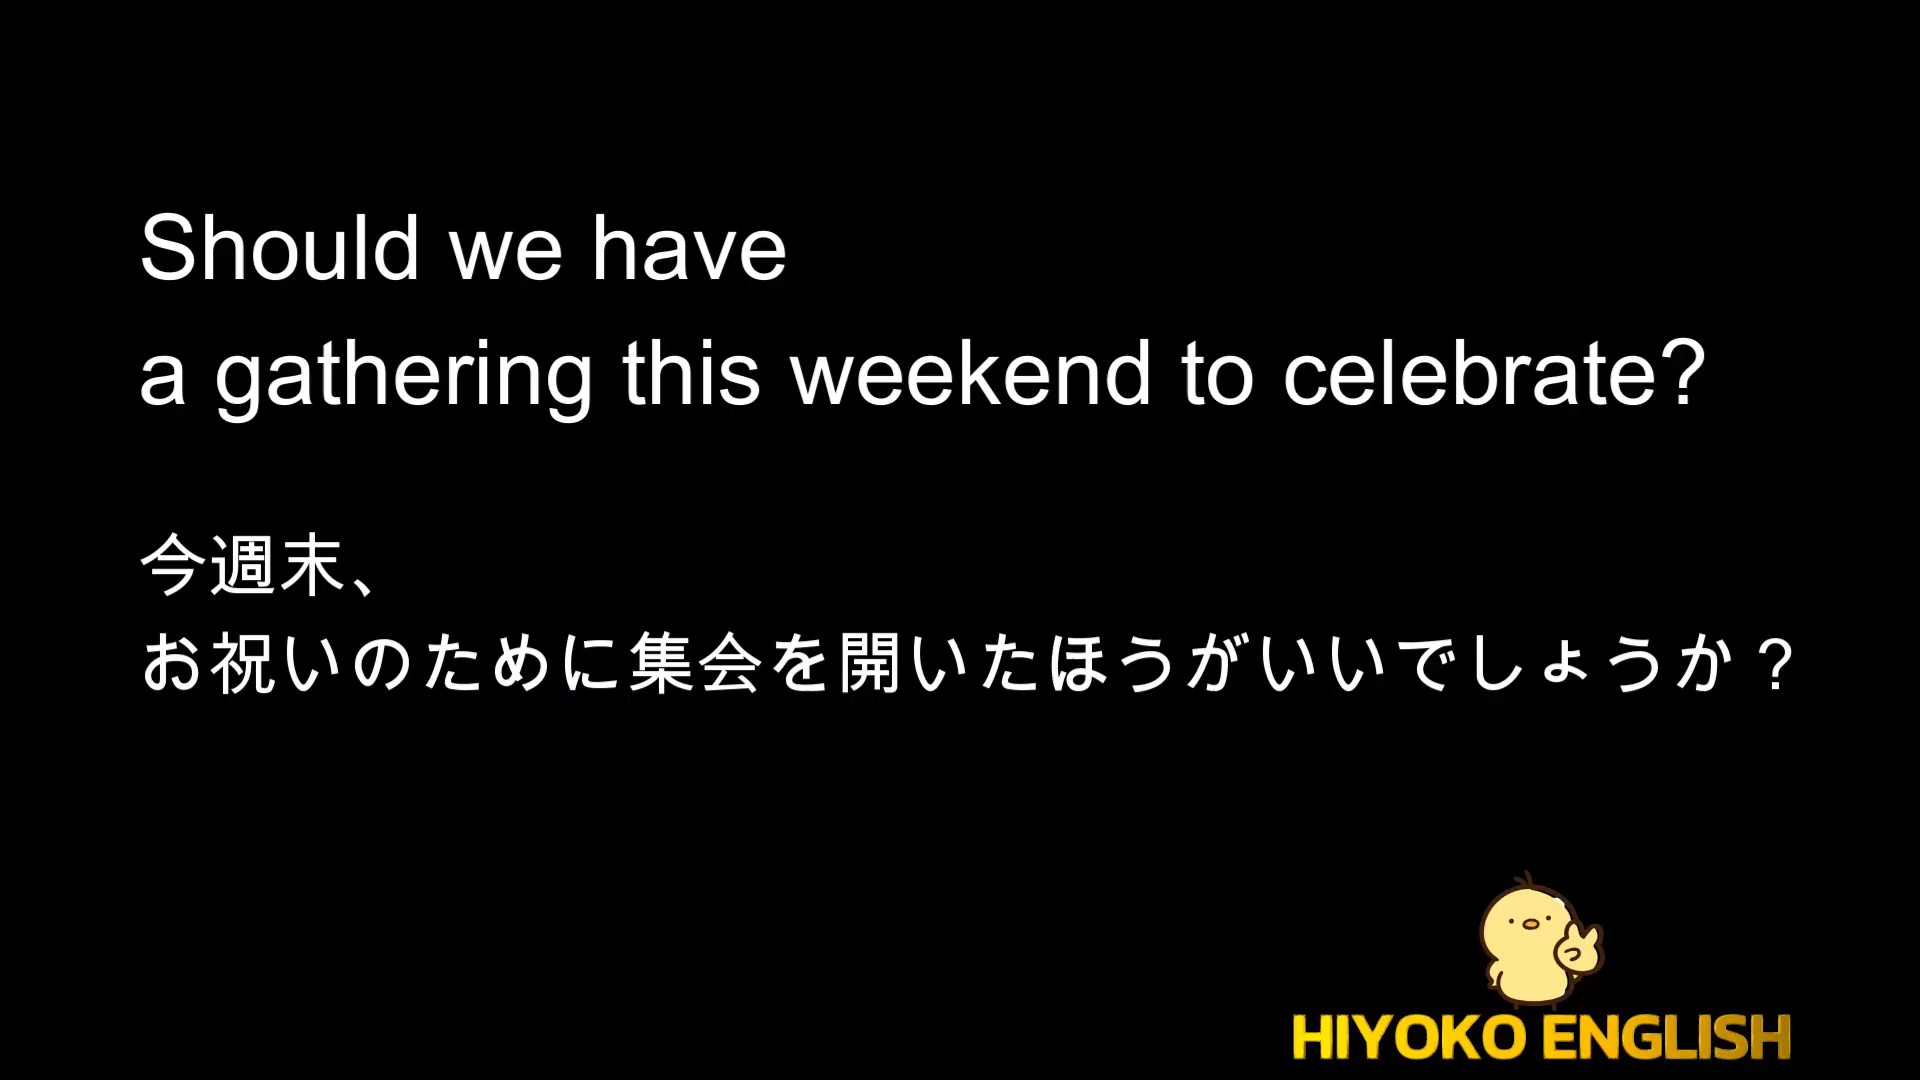 Should we have
a gathering this weekend to celebrate?
今週末、
お祝いのために集会を開いたほうがいいでしょうか？
HIYOKO ENGLISH